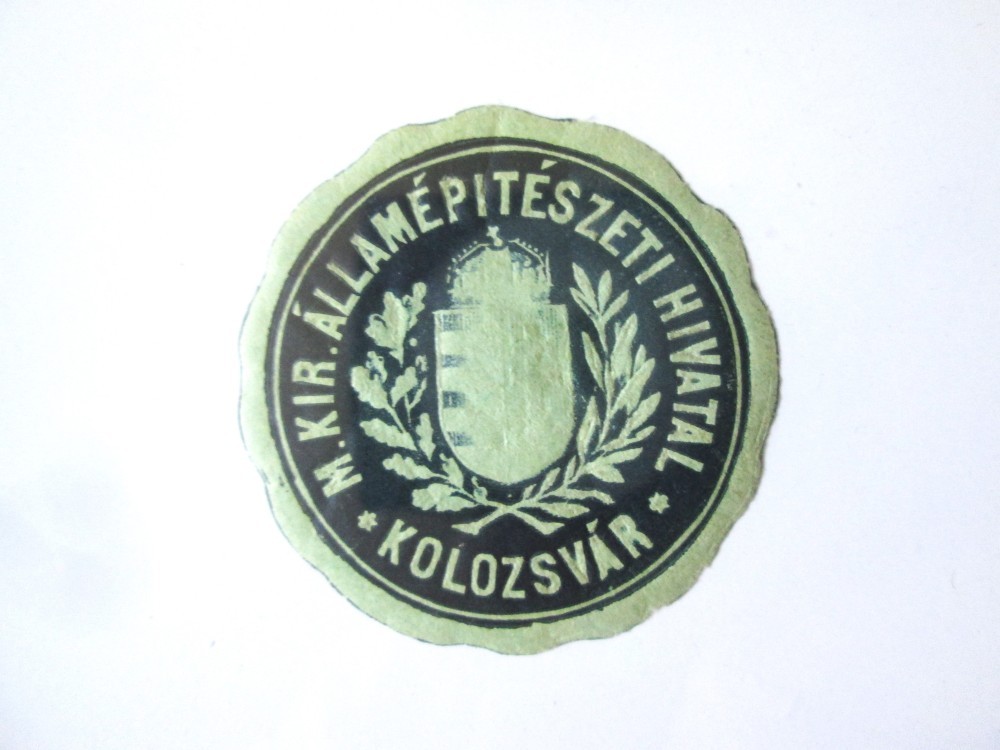 M. KIR. ÁLLAMÉPITÉSZETI HIVATAL
* KOLOZSVÁR *